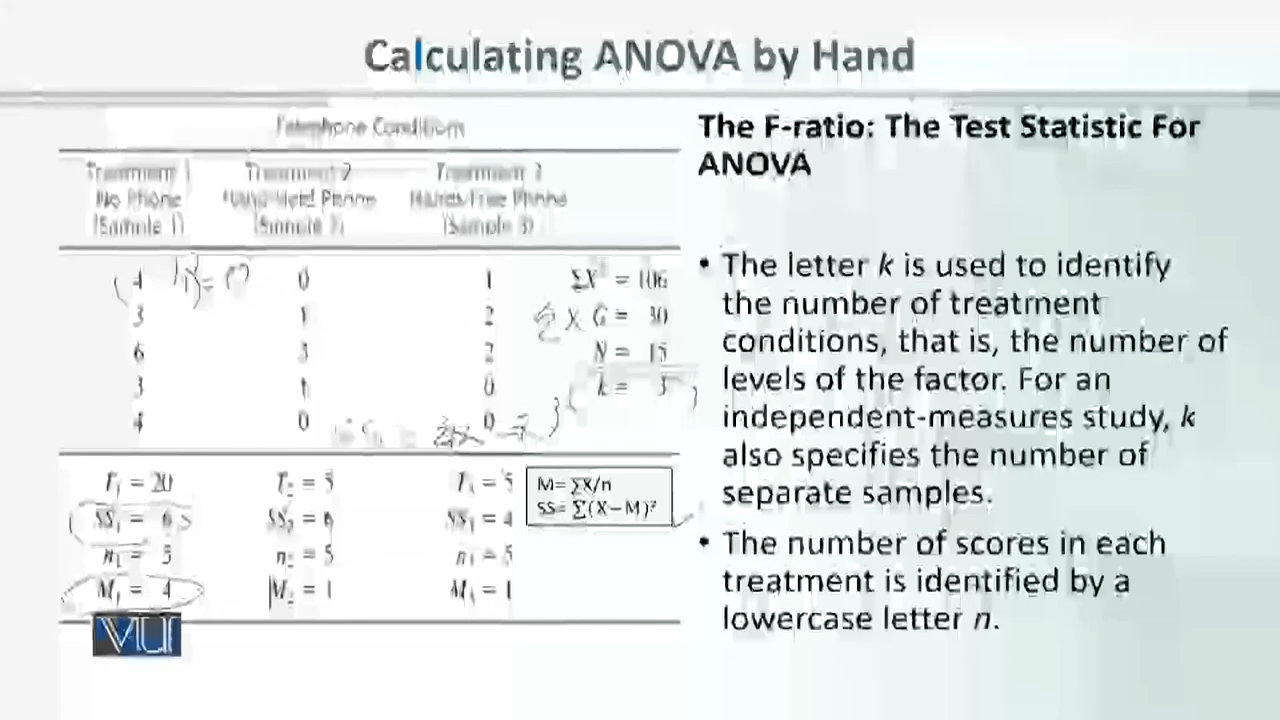 Calculating ANOVA by Hand
Telephone Conditions
Treatment 1 Treatment 2 Treatment 3
No Phone Hand-Held Phone Hands-Free Phone
(Sample 1) (Sample 2) (Sample 3)
4 0 1 ΣX² = 106
3 1 2 G = 30
6 3 2 N = 15
3 1 0 k = 3
4 0 0
T₁ = 20 T₂ = 5 T₃ = 5
SS₁ = 6 SS₂ = 6 SS₃ = 4
n₁ = 5 n₂ = 5 n₃ = 5
M₁ = 4 M₂ = 1 M₃ = 1
M= ΣX/n
SS= Σ(X−M)²
VU
The F-ratio: The Test Statistic For
ANOVA
• The letter k is used to identify
the number of treatment
conditions, that is, the number of
levels of the factor. For an
independent-measures study, k
also specifies the number of
separate samples.
• The number of scores in each
treatment is identified by a
lowercase letter n.